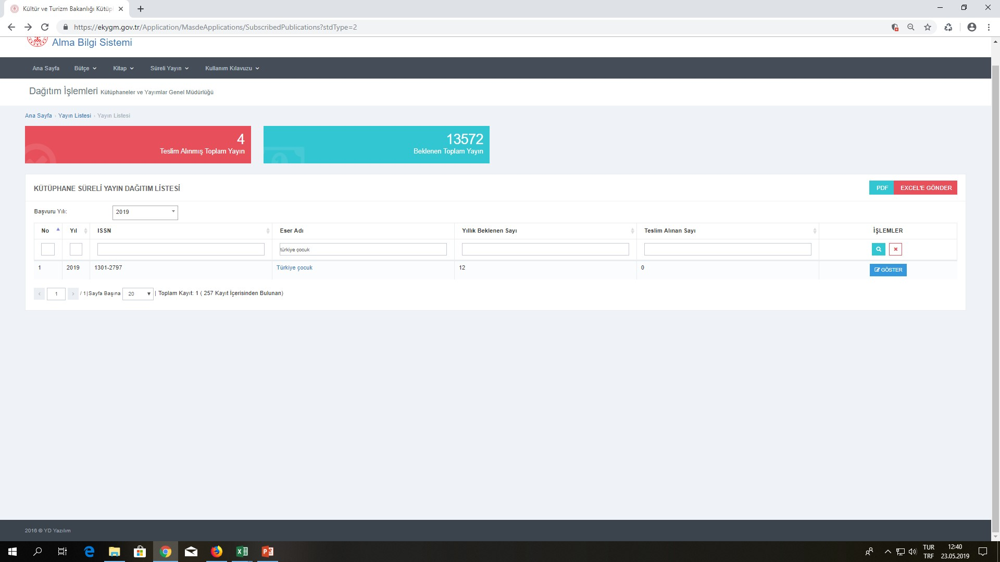 Kültür ve Turizm Bakanlığı Kütüp
https://ekygm.gov.tr/Application/MasdeApplications/SubscribedPublications?stdType=2
Alma Bilgi Sistemi
Ana Sayfa Bütçe Kitap Süreli Yayın Kullanım Kılavuzu
Dağıtım İşlemleri Kütüphaneler ve Yayımlar Genel Müdürlüğü
Ana Sayfa › Yayın Listesi › Yayın Listesi
4
Teslim Alınmış Toplam Yayın
13572
Beklenen Toplam Yayın
KÜTÜPHANE SÜRELİ YAYIN DAĞITIM LİSTESİ
PDF EXCEL'E GÖNDER
Başvuru Yılı: 2019
No Yıl ISSN Eser Adı Yıllık Beklenen Sayı Teslim Alınan Sayı İŞLEMLER
türkiye çocuk
1 2019 1301-2797 Türkiye çocuk 12 0 GÖSTER
1 / 1|Sayfa Başına 20 | Toplam Kayıt: 1 ( 257 Kayıt İçerisinden Bulunan)
2016 © YD Yazılım
TUR 12:40
TRF 23.05.2019